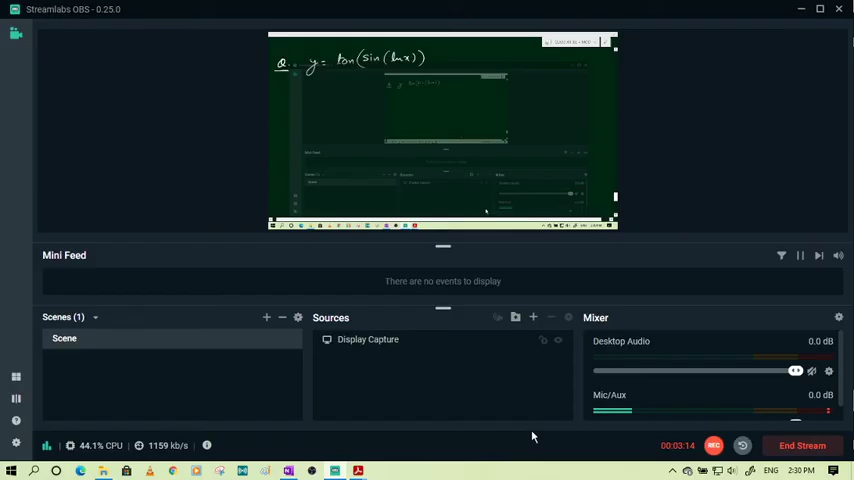 Streamlabs OBS - 0.25.0
Q. y = tan(sin(lnx))
Mini Feed
There are no events to display
Scenes (1)
Sources
Mixer
Scene
Display Capture
Desktop Audio 0.0 dB
Mic/Aux 0.0 dB
44.1% CPU 1159 kb/s
00:03:14 REC End Stream
ENG 2:30 PM